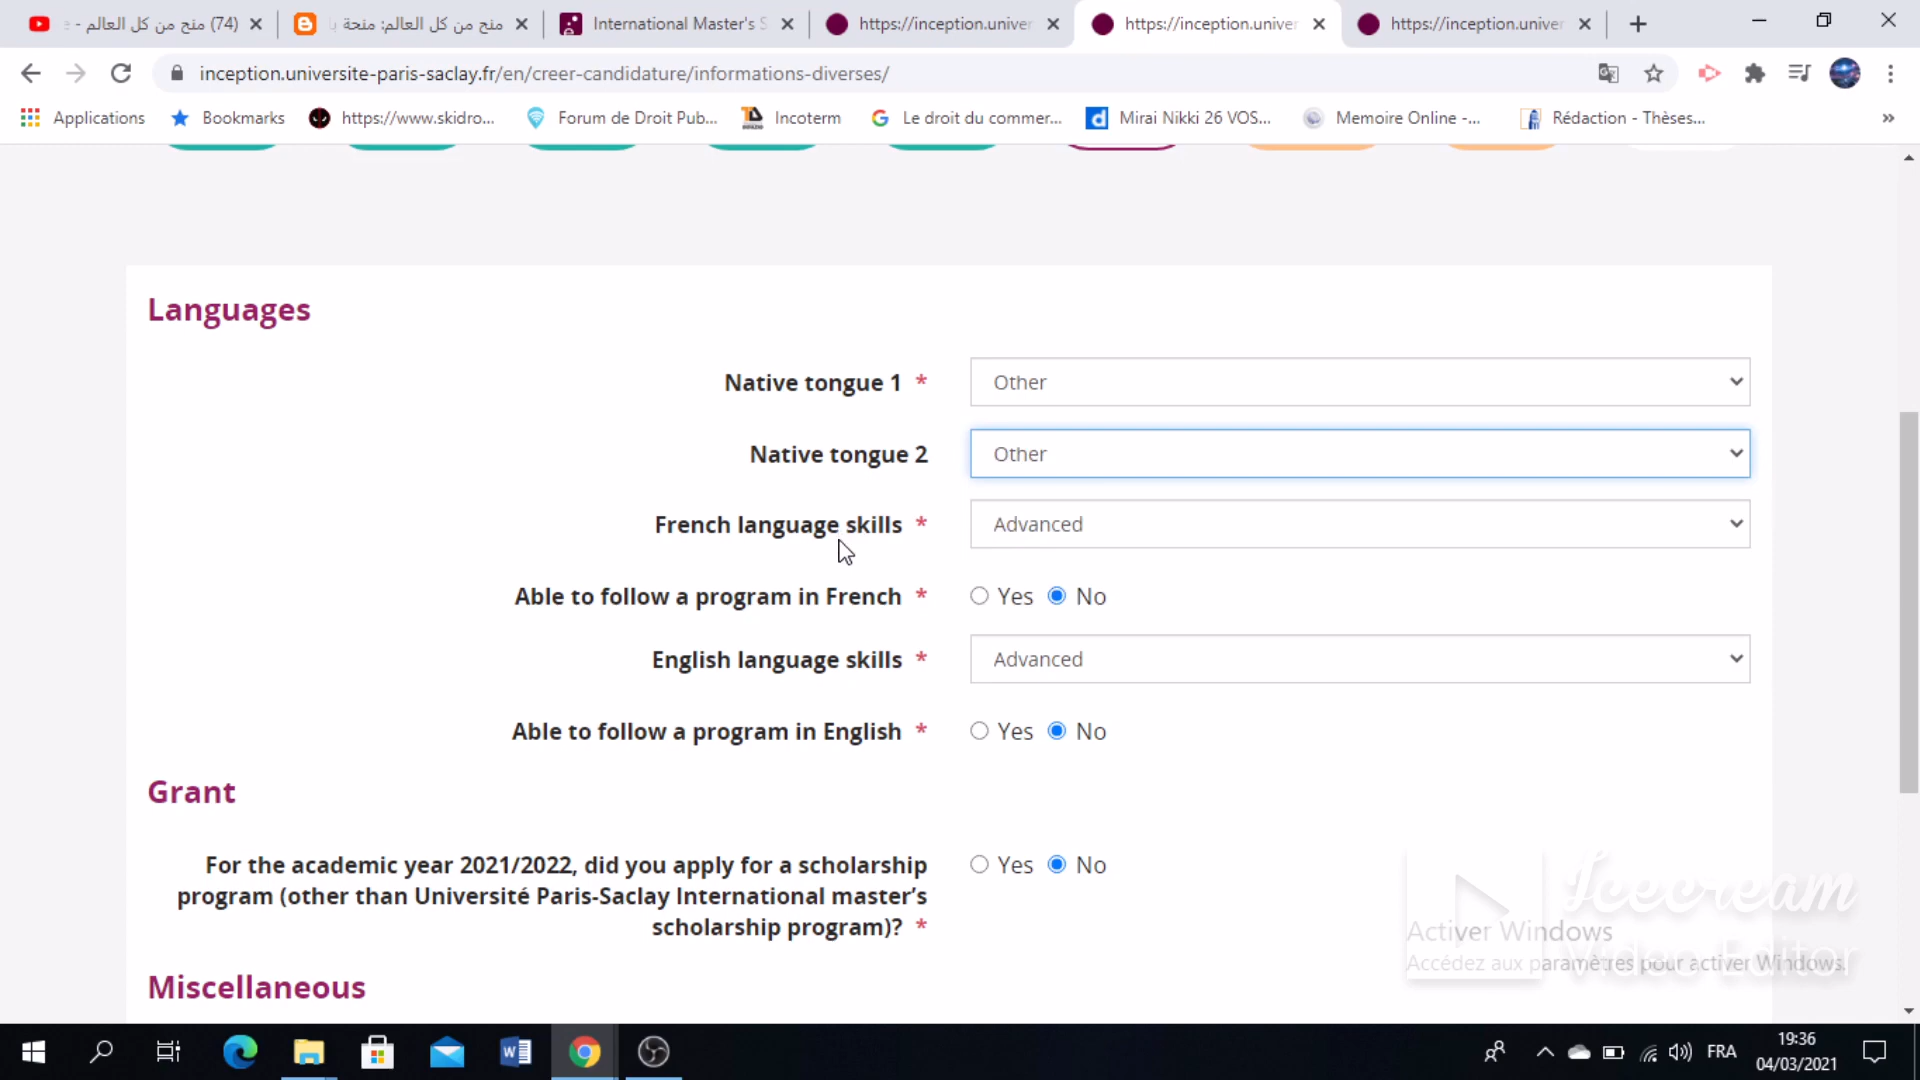 (74) منح من كل العالم -
منح من كل العالم: منحة با
International Master's S
https://inception.univer
https://inception.univer
https://inception.univer
inception.universite-paris-saclay.fr/en/creer-candidature/informations-diverses/
Applications
Bookmarks
https://www.skidro...
Forum de Droit Pub...
Incoterm
Le droit du commer...
Mirai Nikki 26 VOS...
Memoire Online -...
Rédaction - Thèses...
»
Languages
Native tongue 1 *
Other
Native tongue 2
Other
French language skills *
Advanced
Able to follow a program in French *
Yes No
English language skills *
Advanced
Able to follow a program in English *
Yes No
Grant
For the academic year 2021/2022, did you apply for a scholarship
program (other than Université Paris-Saclay International master's
scholarship program)? *
Yes No
Miscellaneous
Icecream
Video Editor
Activer Windows
Accédez aux paramètres pour activer Windows.
FRA
19:36
04/03/2021